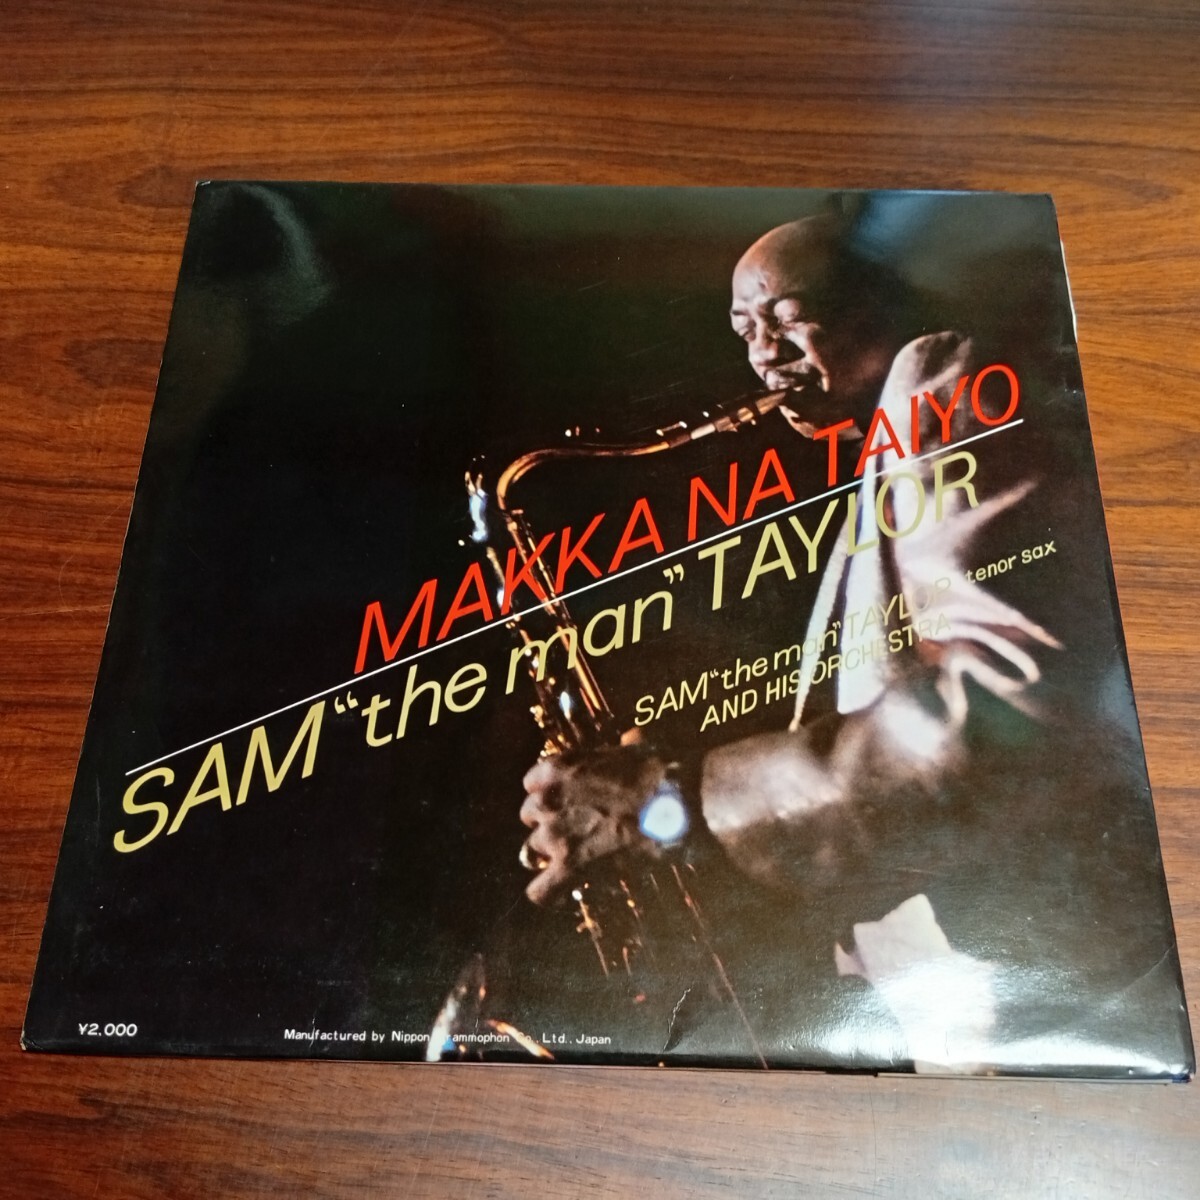 MAKKA NA TAIYO
SAM “the man” TAYLOR
SAM “the man” TAYLOR tenor sax
AND HIS ORCHESTRA
¥2,000
Manufactured by Nippon Grammophon Co., Ltd., Japan